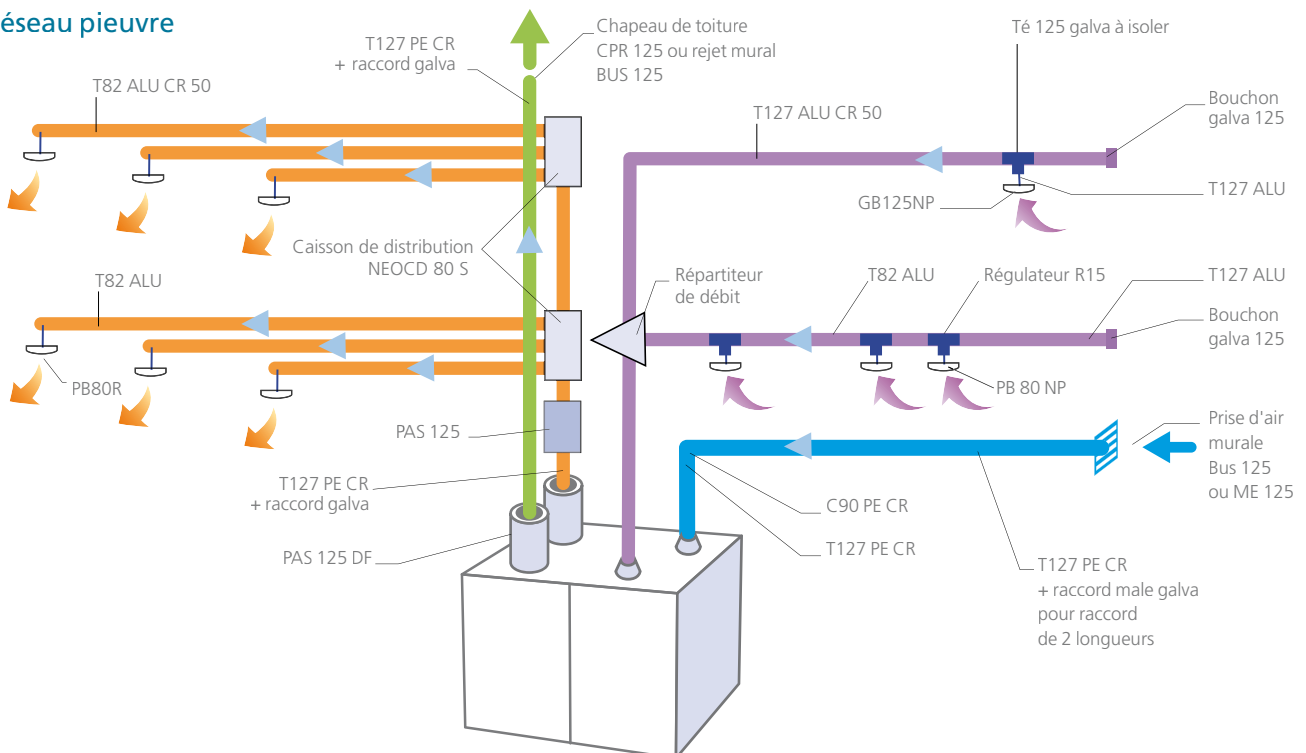 éseau pieuvre
T127 PE CR
+ raccord galva
Chapeau de toiture
CPR 125 ou rejet mural
BUS 125
Té 125 galva à isoler
T82 ALU CR 50
T127 ALU CR 50
Bouchon
galva 125
GB125NP
T127 ALU
Caisson de distribution
NEOCD 80 S
T82 ALU
Répartiteur
de débit
T82 ALU
Régulateur R15
T127 ALU
Bouchon
galva 125
PB80R
PB 80 NP
PAS 125
Prise d'air
murale
Bus 125
ou ME 125
T127 PE CR
+ raccord galva
C90 PE CR
T127 PE CR
PAS 125 DF
T127 PE CR
+ raccord male galva
pour raccord
de 2 longueurs